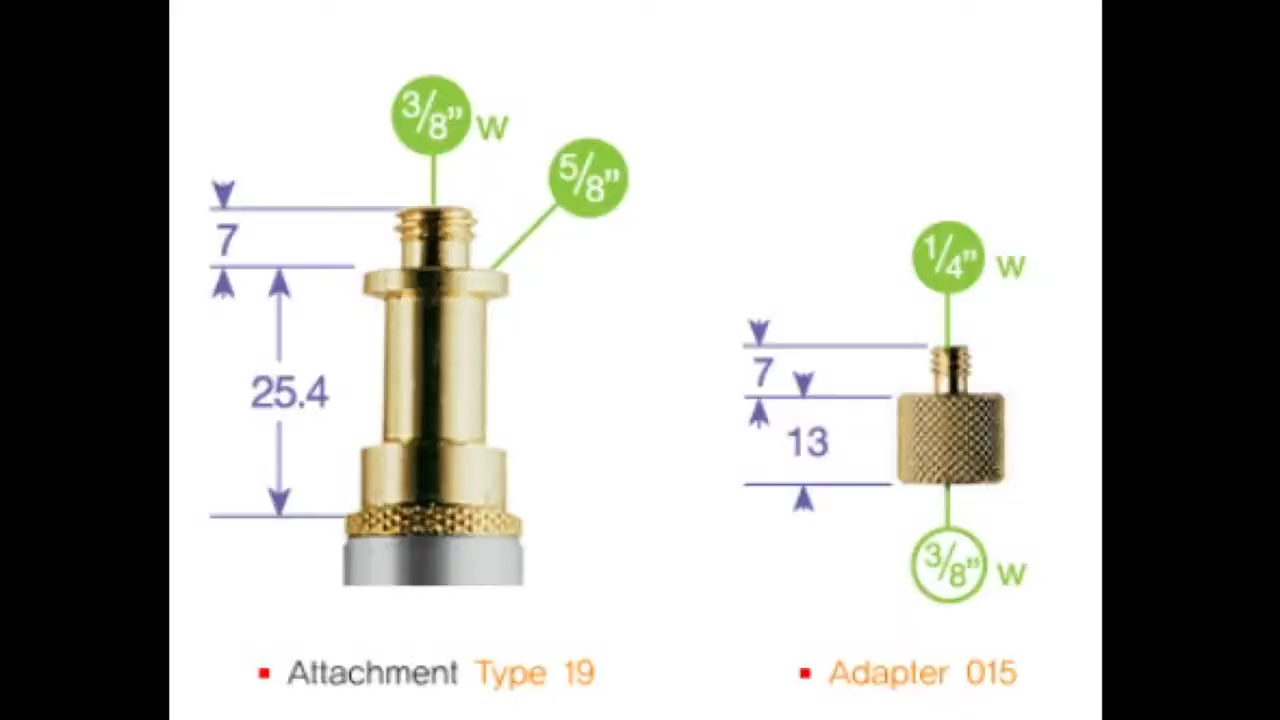 3/8” W
5/8”
7
25.4
Attachment Type 19
1/4” W
7
13
3/8” W
Adapter 015